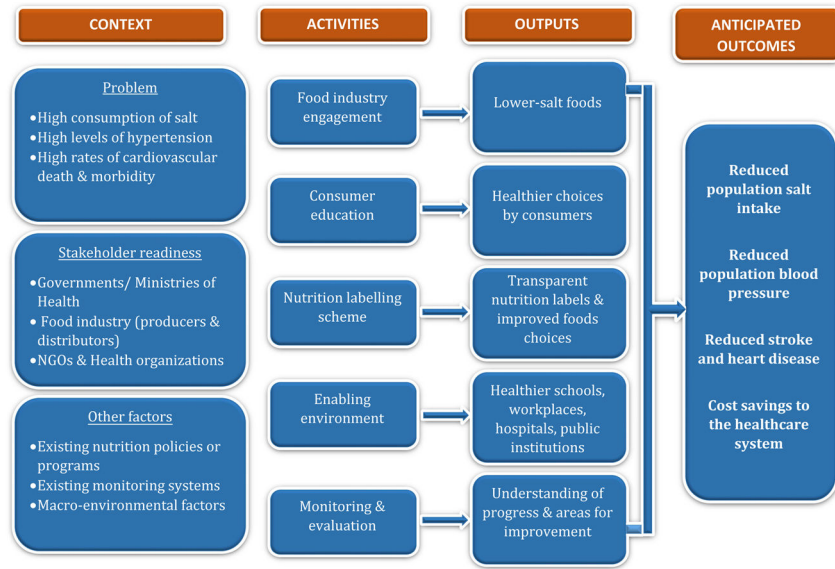 CONTEXT
ACTIVITIES
OUTPUTS
ANTICIPATED
OUTCOMES
Problem
•High consumption of salt
•High levels of hypertension
•High rates of cardiovascular
death & morbidity
Stakeholder readiness
•Governments/ Ministries of
Health
• Food industry (producers &
distributors)
•NGOs & Health organizations
Other factors
•Existing nutrition policies or
programs
•Existing monitoring systems
•Macro-environmental factors
Food industry
engagement
Consumer
education
Nutrition labelling
scheme
Enabling
environment
Monitoring &
evaluation
Lower-salt foods
Healthier choices
by consumers
Transparent
nutrition labels &
improved foods
choices
Healthier schools,
workplaces,
hospitals, public
institutions
Understanding of
progress & areas for
improvement
Reduced
population salt
intake
Reduced
population blood
pressure
Reduced stroke
and heart disease
Cost savings to
the healthcare
system